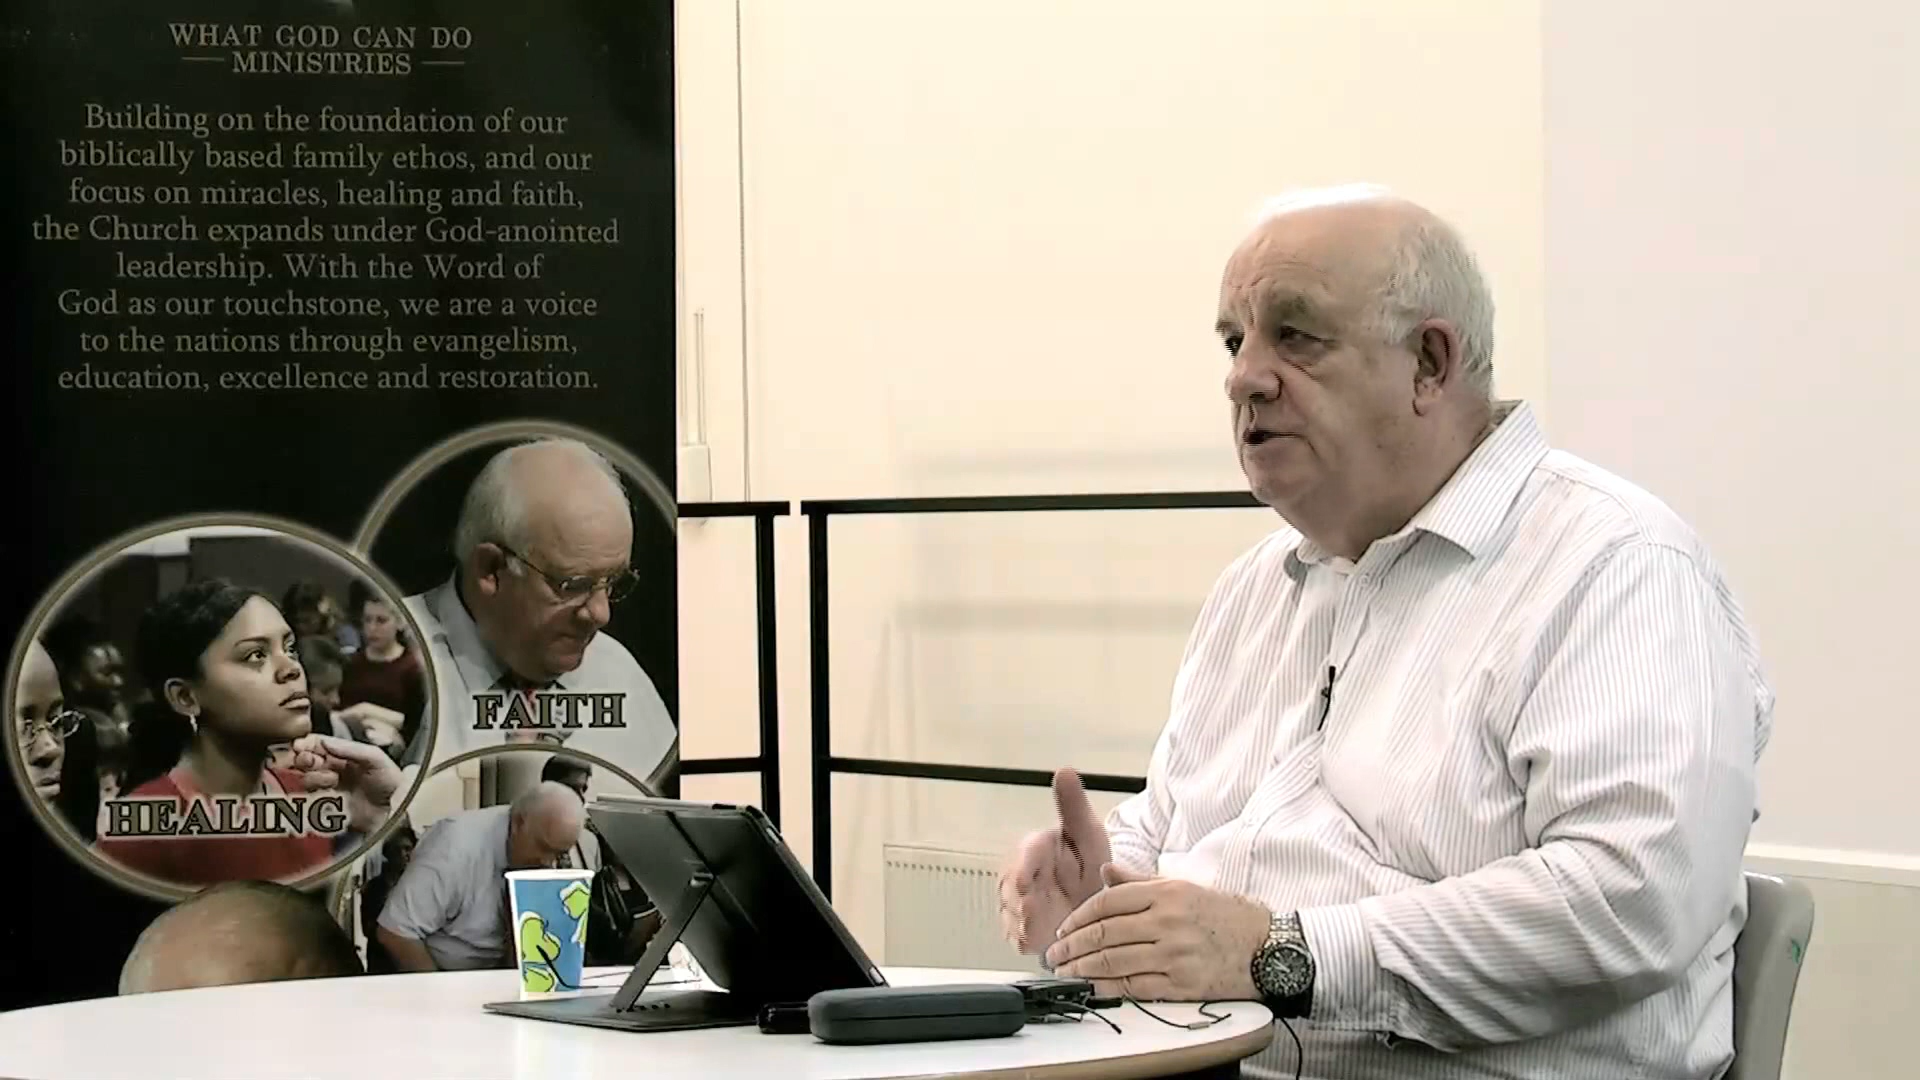 WHAT GOD CAN DO
MINISTRIES
Building on the foundation of our
biblically based family ethos, and our
focus on miracles, healing and faith,
the Church expands under God-anointed
leadership. With the Word of
God as our touchstone, we are a voice
to the nations through evangelism,
education, excellence and restoration.
FAITH
HEALING